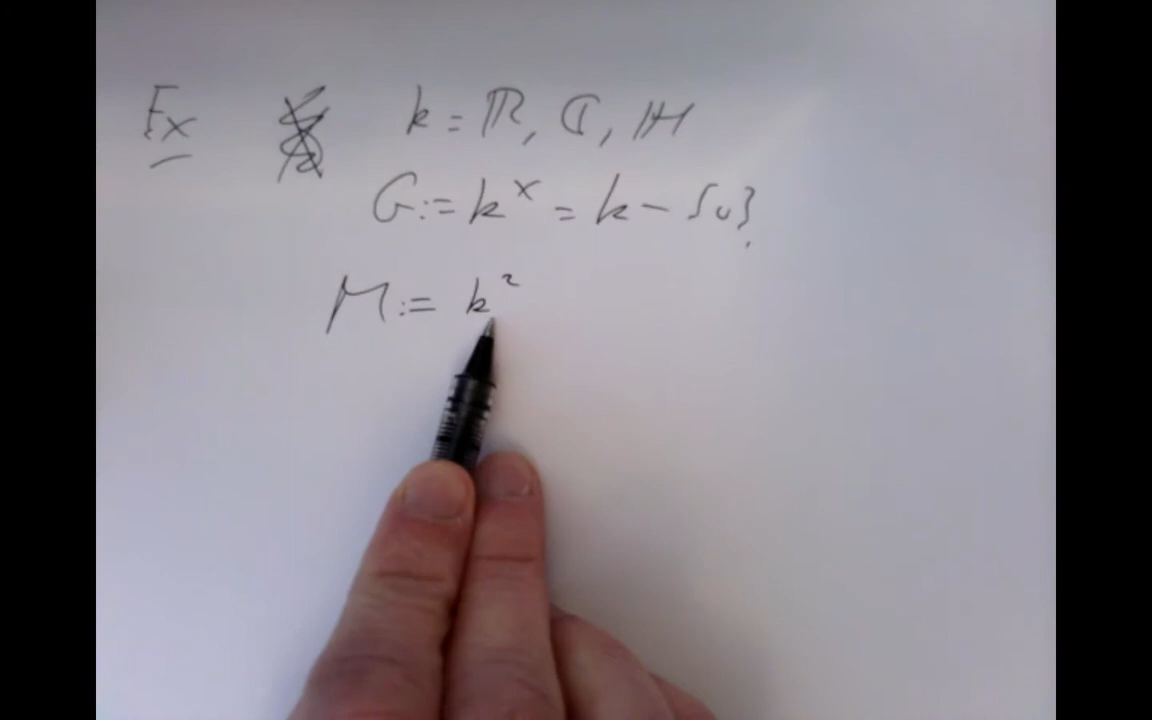 Ex k = ℝ, ℂ, ℍ
G := k^× = k - {0}
M := k²